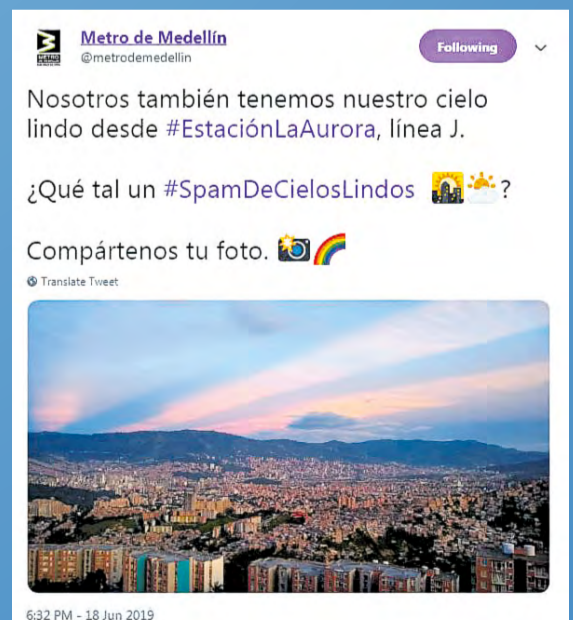 Metro de Medellín
@metrodemedellin
Following
Nosotros también tenemos nuestro cielo
lindo desde #EstaciónLaAurora, línea J.
¿Qué tal un #SpamDeCielosLindos 🌇🌤️?
Compártenos tu foto. 📸🌈
Translate Tweet
6:32 PM - 18 Jun 2019